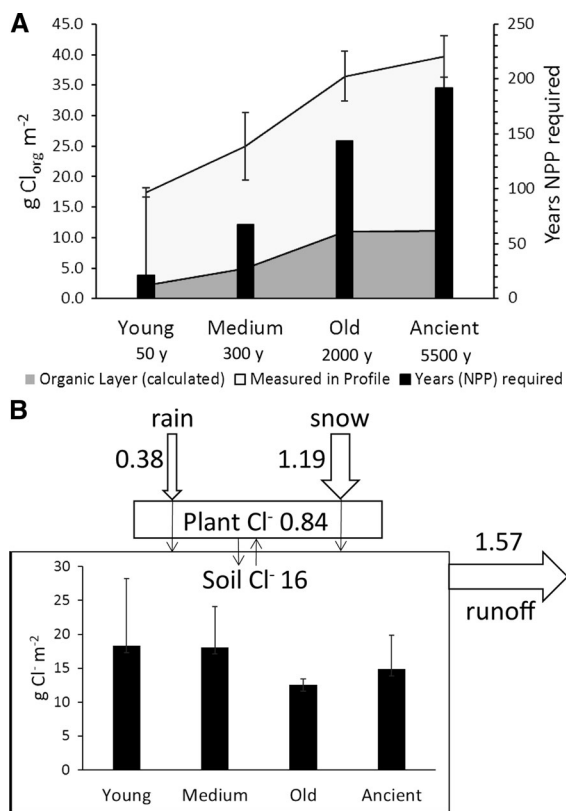 A
g Clorg m-2
45.0
40.0
35.0
30.0
25.0
20.0
15.0
10.0
5.0
0.0
250
200
150
100
50
0
Years NPP required
Young Medium Old Ancient
50 y 300 y 2000 y 5500 y
Organic Layer (calculated) Measured in Profile Years (NPP) required
B
rain snow
0.38 1.19
Plant Cl- 0.84
1.57
runoff
Soil Cl- 16
g Cl- m-2
30
25
20
15
10
5
0
Young Medium Old Ancient